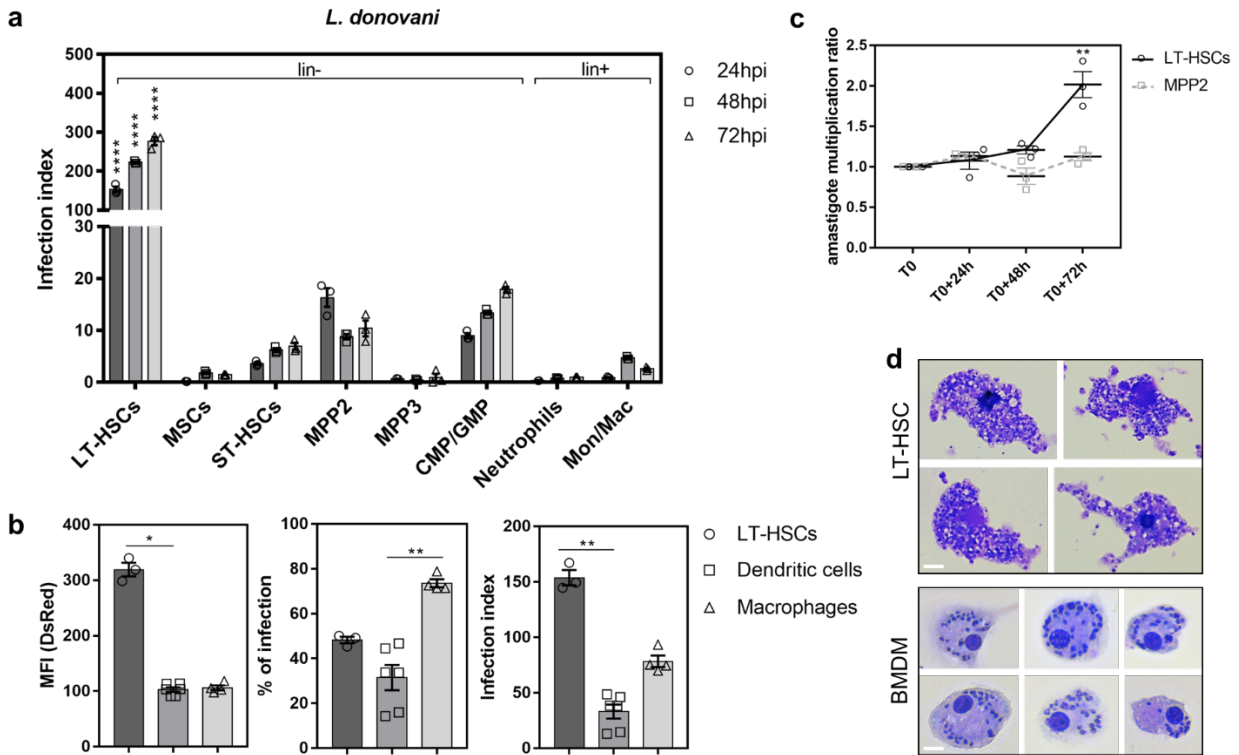 a
L. donovani
Infection index
500
400
300
200
100
30
20
10
0
lin-
lin+
****
****
****
24hpi
48hpi
72hpi
LT-HSCs
MSCs
ST-HSCs
MPP2
MPP3
CMP/GMP
Neutrophils
Mon/Mac
b
MFI (DsRed)
400
300
200
100
0
*
% of infection
100
80
60
40
20
0
**
Infection index
200
150
100
50
0
**
LT-HSCs
Dendritic cells
Macrophages
c
amastigote multiplication ratio
2.5
2.0
1.5
1.0
0.5
0.0
**
T0
T0+24h
T0+48h
T0+72h
LT-HSCs
MPP2
d
LT-HSC
BMDM